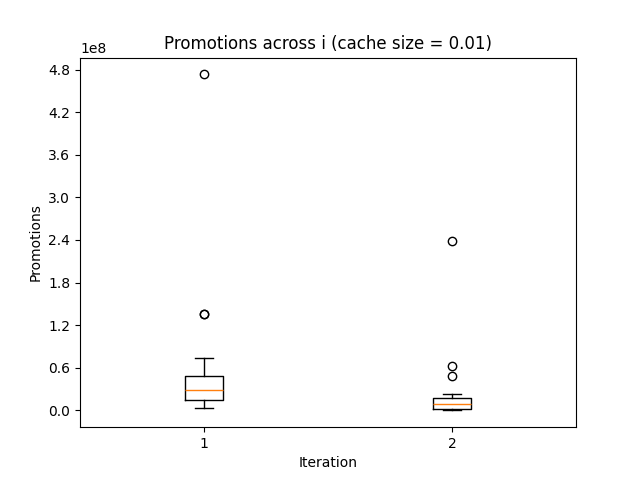 Promotions across i (cache size = 0.01)
1e8
4.8
4.2
3.6
3.0
2.4
1.8
1.2
0.6
0.0
Promotions
1 2
Iteration